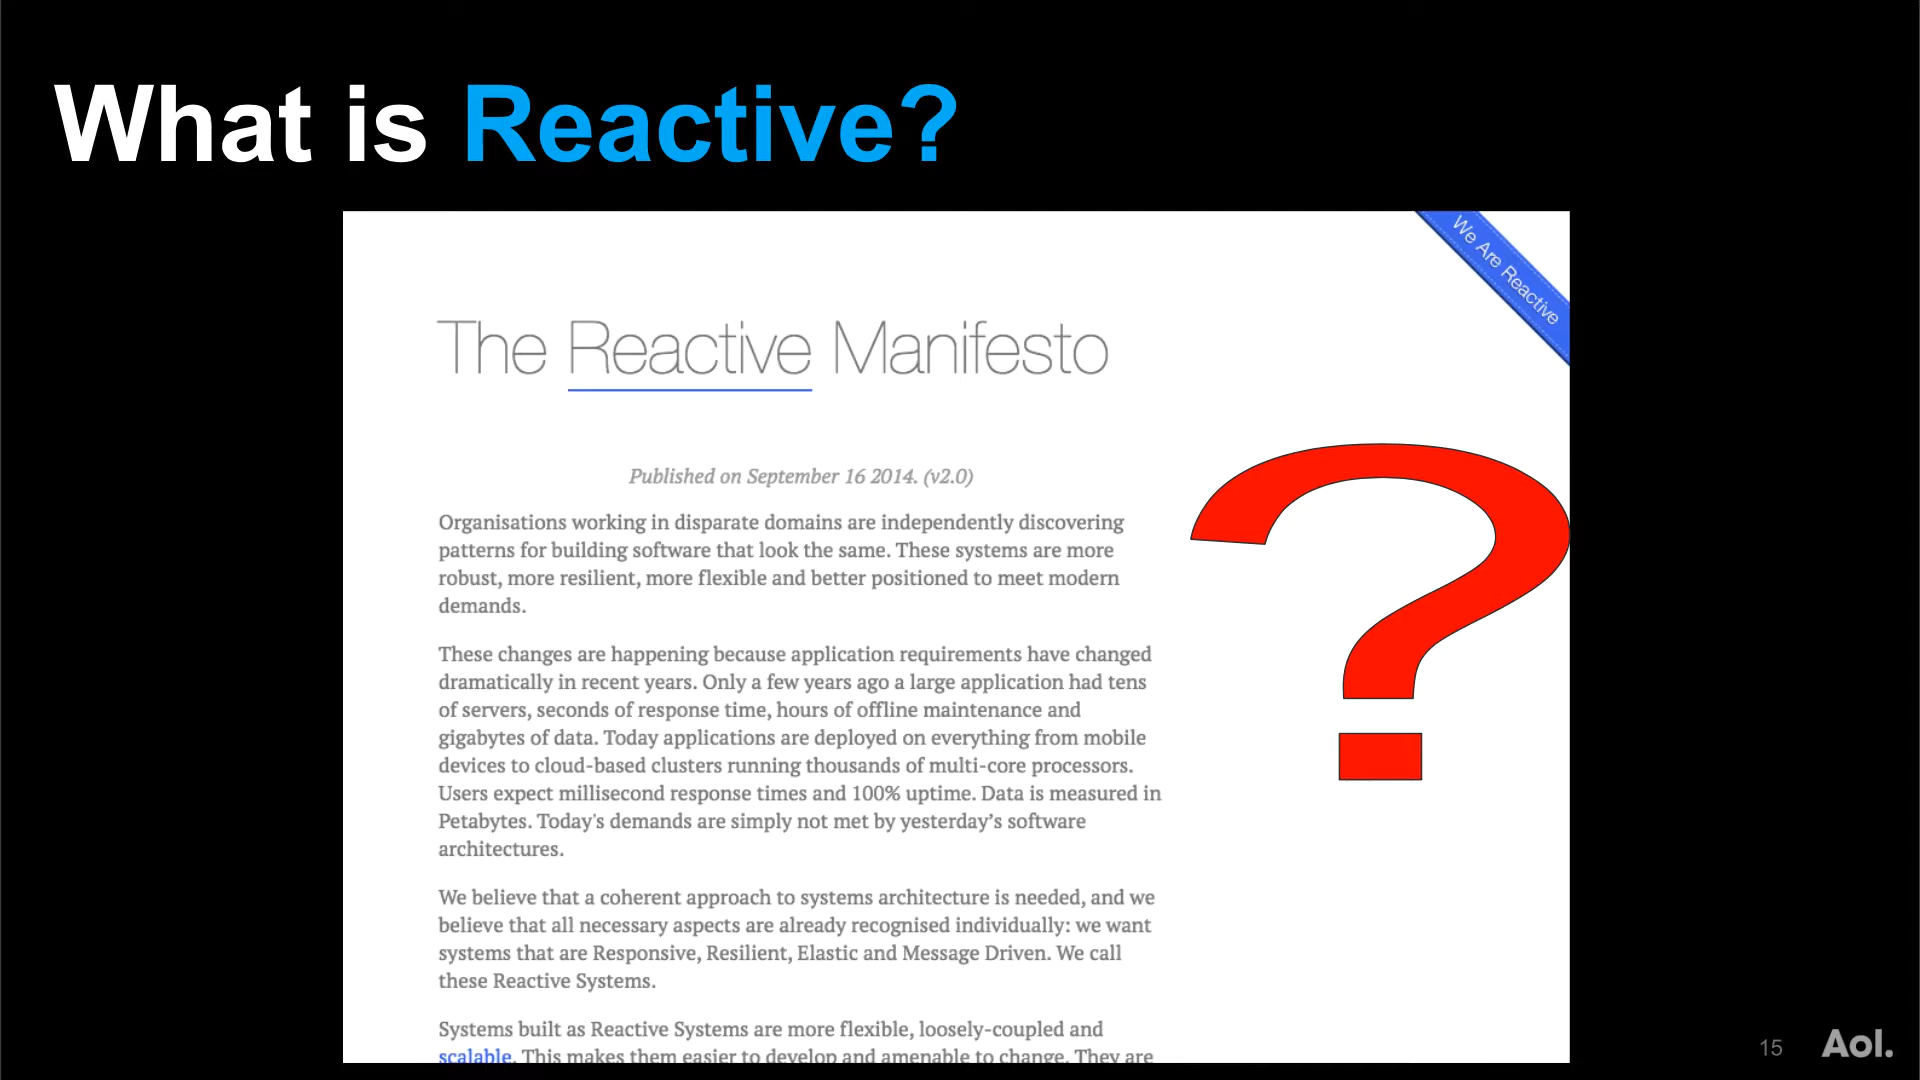 What is Reactive?
We Are Reactive
The Reactive Manifesto
Published on September 16 2014. (v2.0)
Organisations working in disparate domains are independently discovering
patterns for building software that look the same. These systems are more
robust, more resilient, more flexible and better positioned to meet modern
demands.
These changes are happening because application requirements have changed
dramatically in recent years. Only a few years ago a large application had tens
of servers, seconds of response time, hours of offline maintenance and
gigabytes of data. Today applications are deployed on everything from mobile
devices to cloud-based clusters running thousands of multi-core processors.
Users expect millisecond response times and 100% uptime. Data is measured in
Petabytes. Today's demands are simply not met by yesterday’s software
architectures.
We believe that a coherent approach to systems architecture is needed, and we
believe that all necessary aspects are already recognised individually: we want
systems that are Responsive, Resilient, Elastic and Message Driven. We call
these Reactive Systems.
Systems built as Reactive Systems are more flexible, loosely-coupled and
scalable. This makes them easier to develop and amenable to change. They are
?
15
Aol.